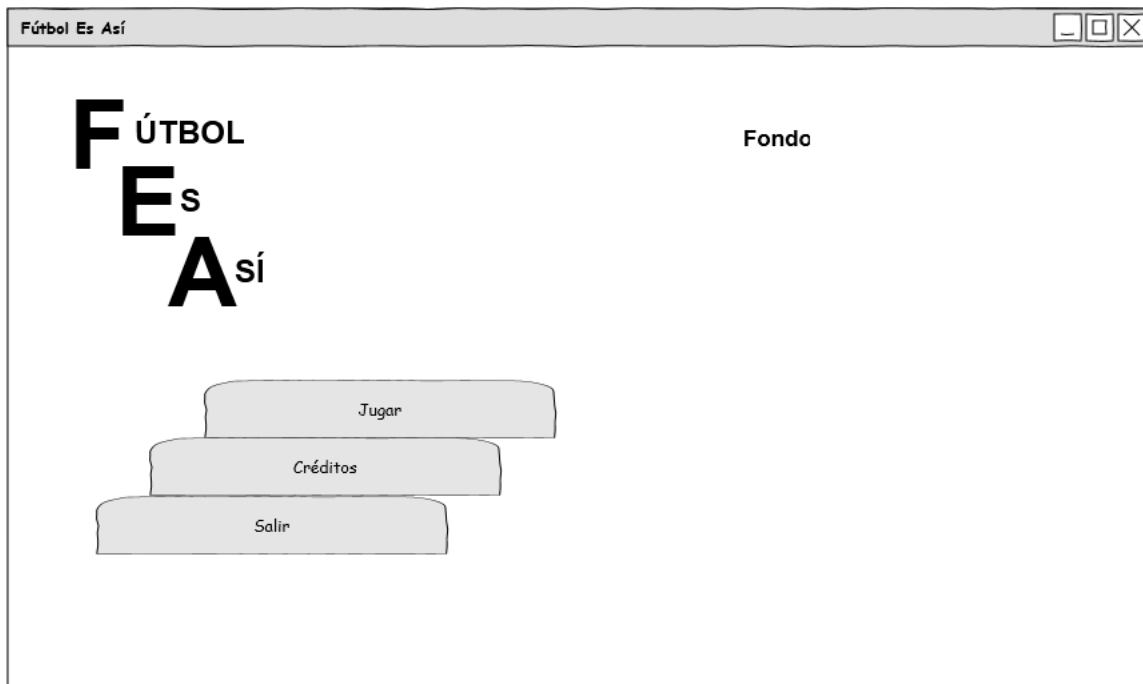 Fútbol Es Así
FÚTBOL
Fondo
Es
ASÍ
Jugar
Créditos
Salir